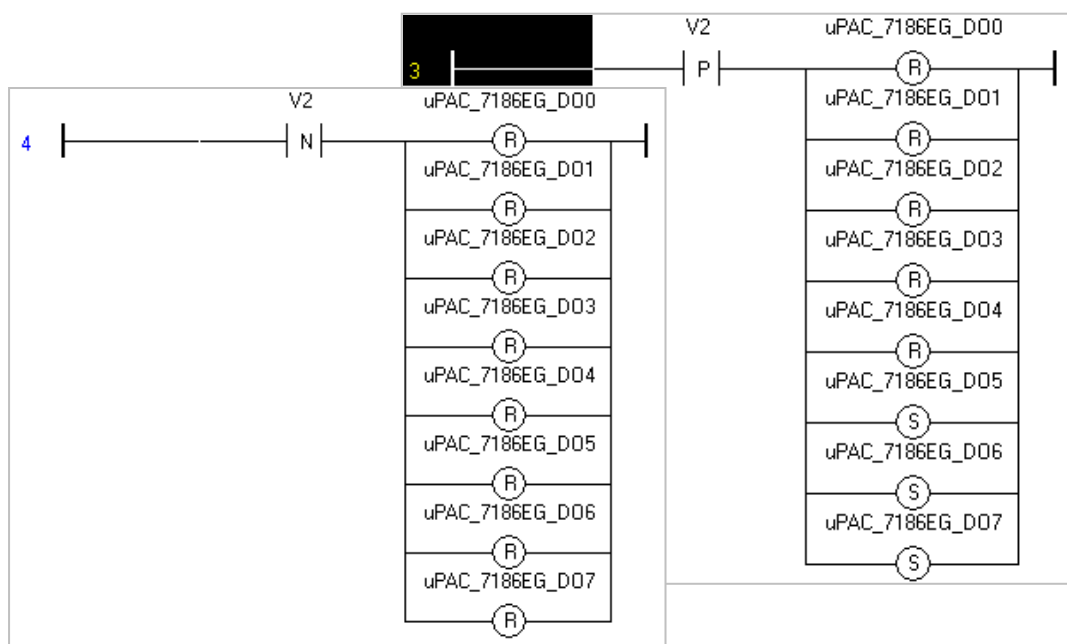 V2
uPAC_7186EG_DO0
3
P
R
uPAC_7186EG_DO1
R
uPAC_7186EG_DO2
R
uPAC_7186EG_DO3
R
uPAC_7186EG_DO4
R
uPAC_7186EG_DO5
S
uPAC_7186EG_DO6
S
uPAC_7186EG_DO7
S
V2
uPAC_7186EG_DO0
4
N
R
uPAC_7186EG_DO1
R
uPAC_7186EG_DO2
R
uPAC_7186EG_DO3
R
uPAC_7186EG_DO4
R
uPAC_7186EG_DO5
R
uPAC_7186EG_DO6
R
uPAC_7186EG_DO7
R